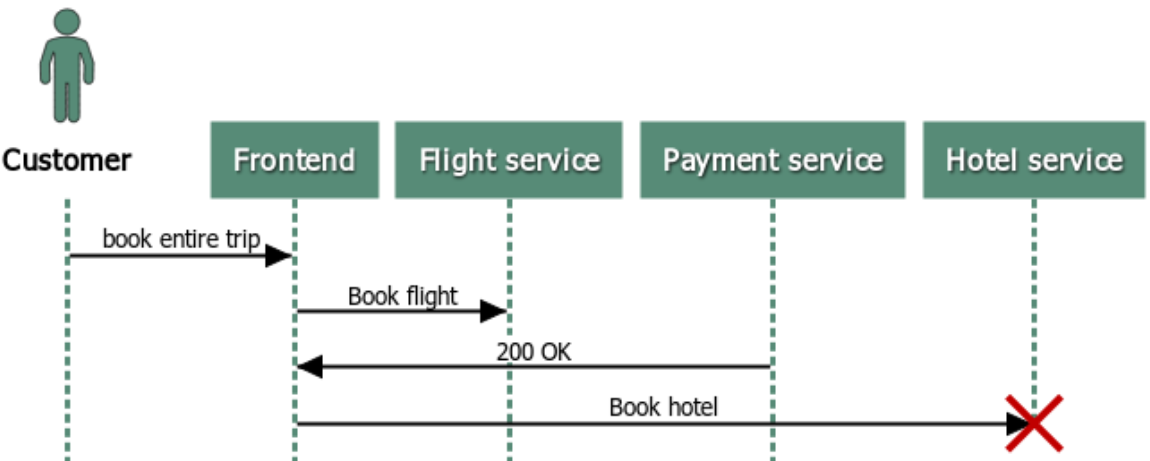 Customer
Frontend
Flight service
Payment service
Hotel service
book entire trip
Book flight
200 OK
Book hotel